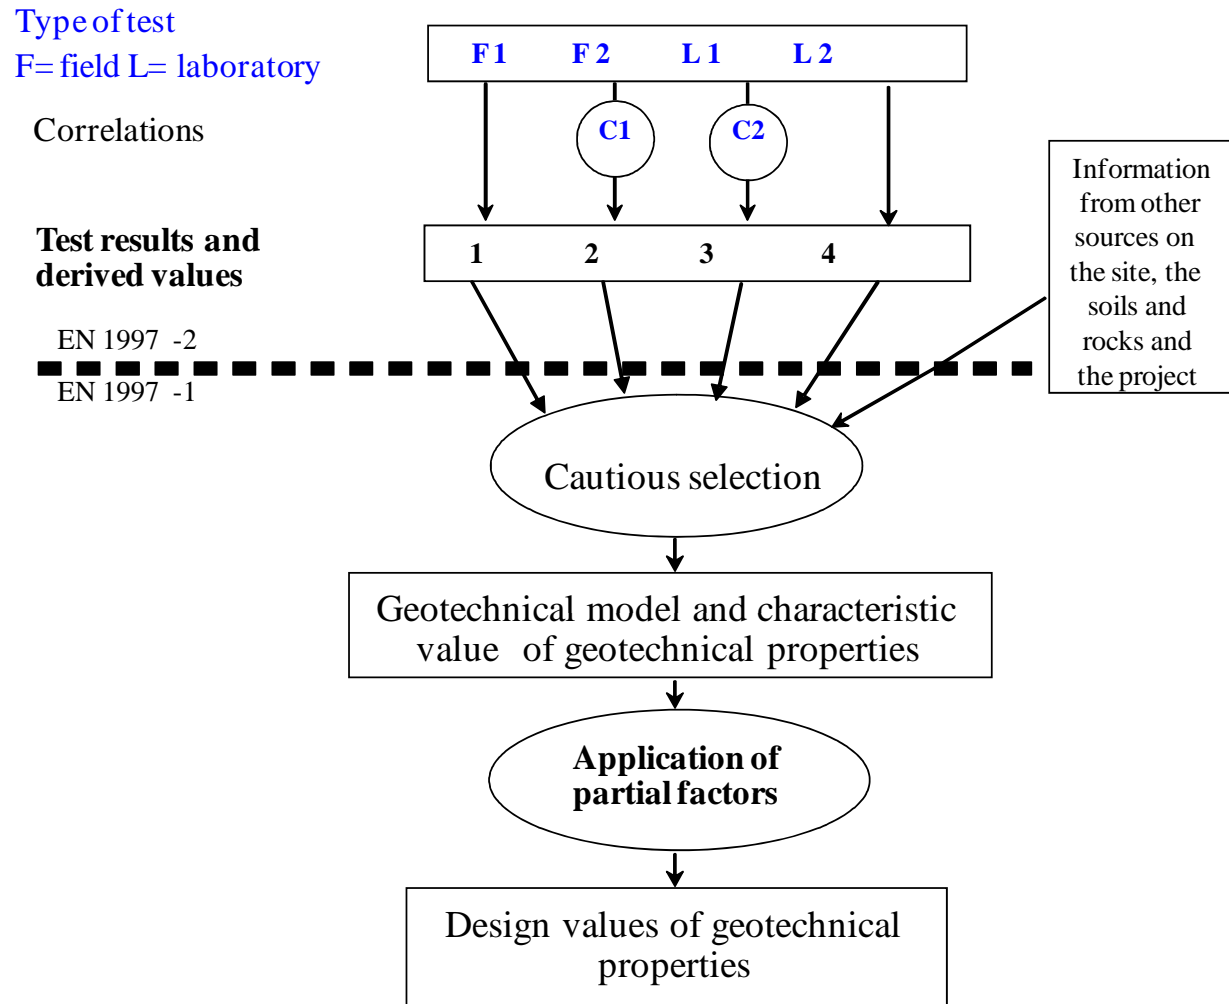 Type of test
F= field L= laboratory
F 1 F 2 L 1 L 2
Correlations
C1 C2
Information
from other
sources on
the site, the
soils and
rocks and
the project
Test results and
derived values
1 2 3 4
EN 1997 -2
EN 1997 -1
Cautious selection
Geotechnical model and characteristic
value of geotechnical properties
Application of
partial factors
Design values of geotechnical
properties